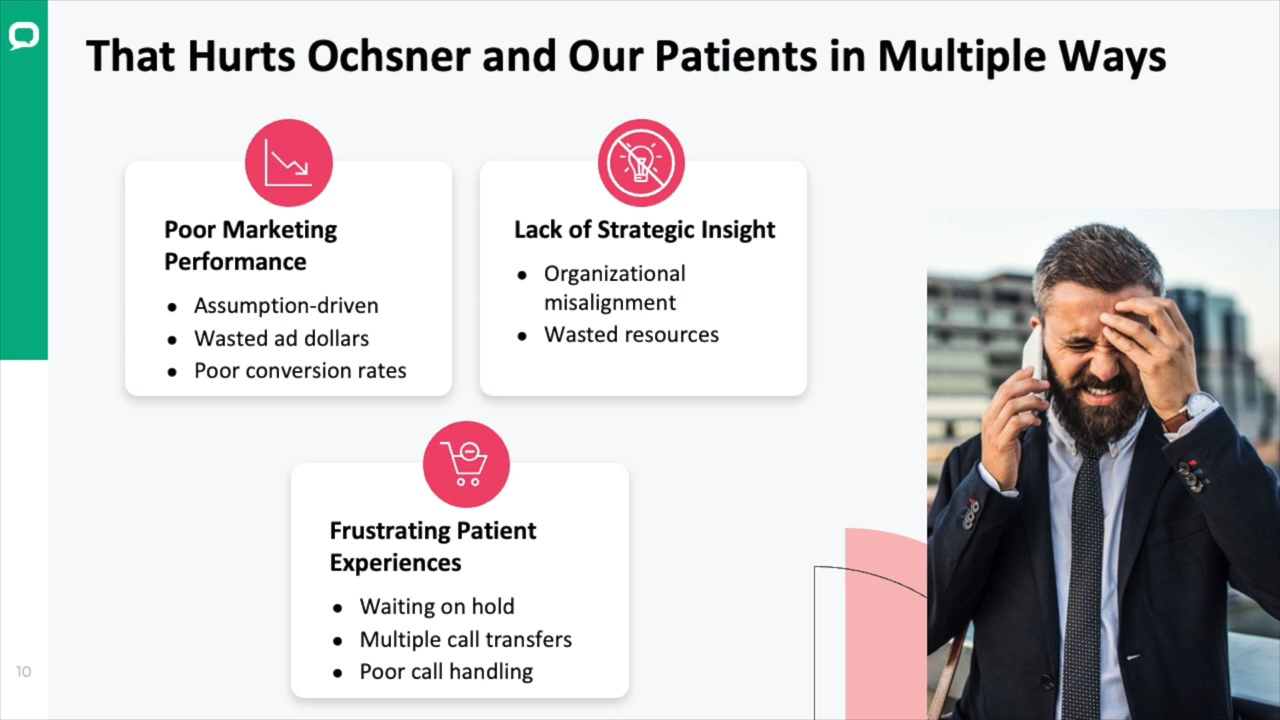 That Hurts Ochsner and Our Patients in Multiple Ways
Poor Marketing
Performance
● Assumption-driven
● Wasted ad dollars
● Poor conversion rates
Lack of Strategic Insight
● Organizational
misalignment
● Wasted resources
Frustrating Patient
Experiences
● Waiting on hold
● Multiple call transfers
● Poor call handling
10